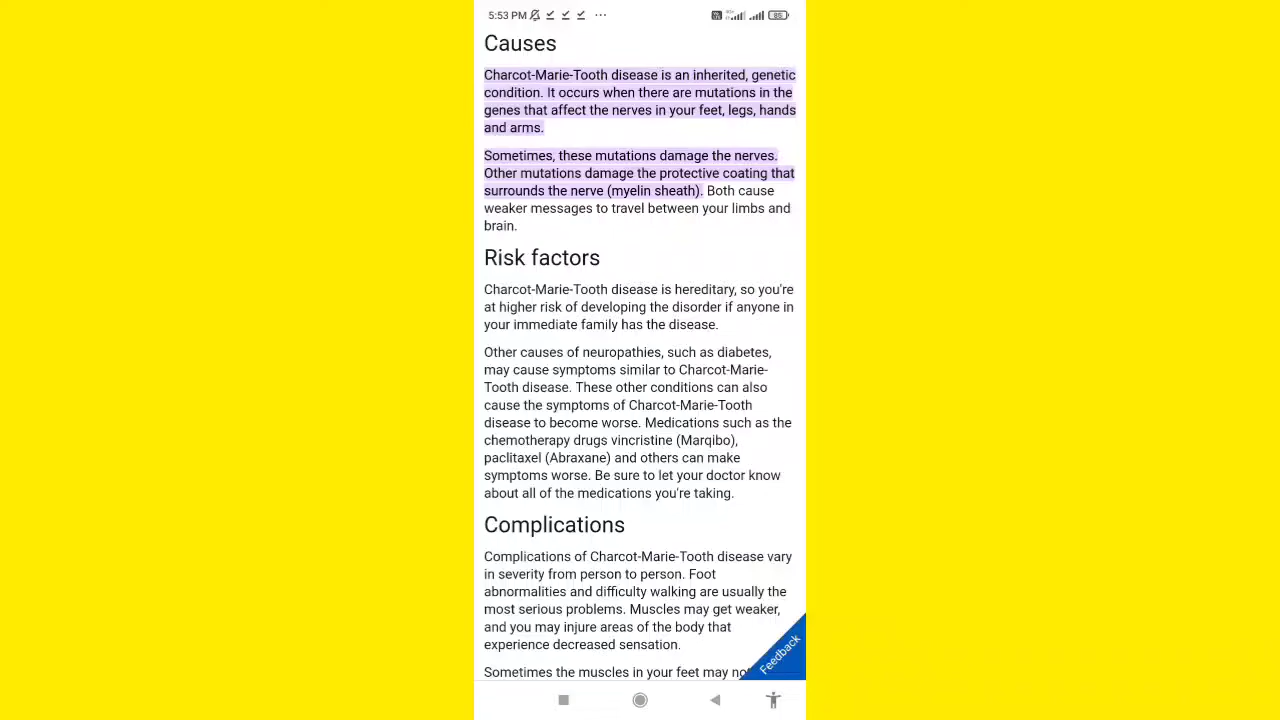 5:53 PM
85
Causes
Charcot-Marie-Tooth disease is an inherited, genetic
condition. It occurs when there are mutations in the
genes that affect the nerves in your feet, legs, hands
and arms.
Sometimes, these mutations damage the nerves.
Other mutations damage the protective coating that
surrounds the nerve (myelin sheath). Both cause
weaker messages to travel between your limbs and
brain.
Risk factors
Charcot-Marie-Tooth disease is hereditary, so you're
at higher risk of developing the disorder if anyone in
your immediate family has the disease.
Other causes of neuropathies, such as diabetes,
may cause symptoms similar to Charcot-Marie-
Tooth disease. These other conditions can also
cause the symptoms of Charcot-Marie-Tooth
disease to become worse. Medications such as the
chemotherapy drugs vincristine (Marqibo),
paclitaxel (Abraxane) and others can make
symptoms worse. Be sure to let your doctor know
about all of the medications you're taking.
Complications
Complications of Charcot-Marie-Tooth disease vary
in severity from person to person. Foot
abnormalities and difficulty walking are usually the
most serious problems. Muscles may get weaker,
and you may injure areas of the body that
experience decreased sensation.
Sometimes the muscles in your feet may
Feedback